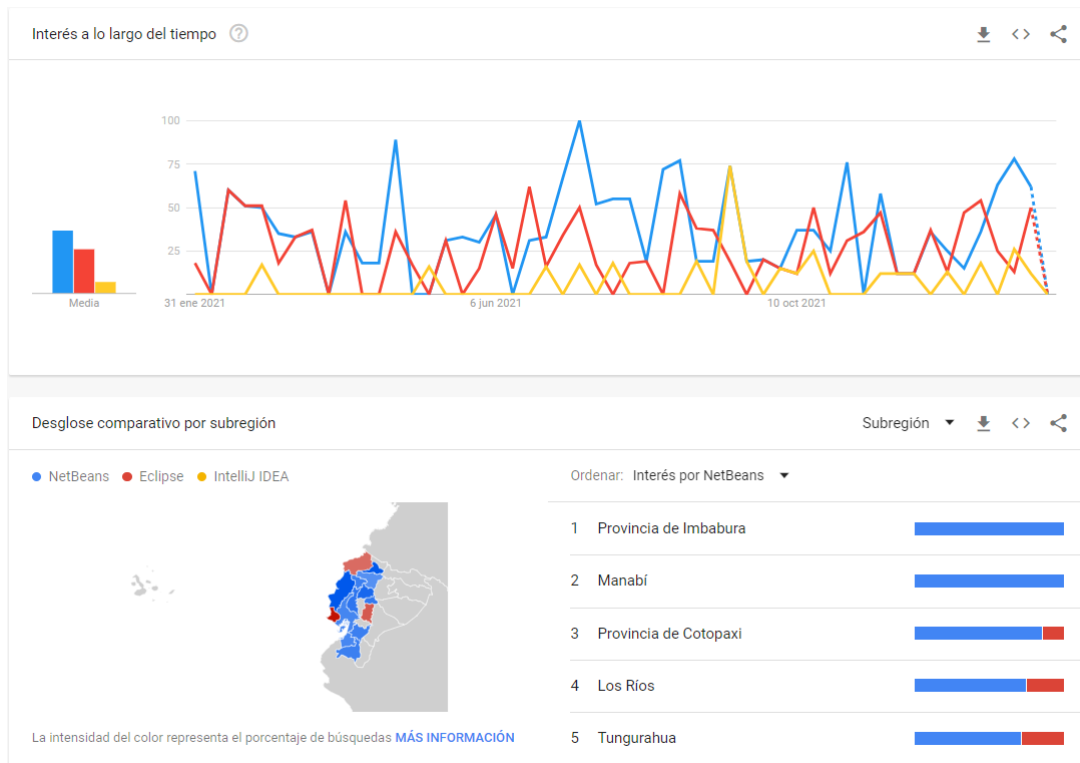 Interés a lo largo del tiempo
100
75
50
25
Media
31 ene 2021
6 jun 2021
10 oct 2021
Desglose comparativo por subregión
Subregión
NetBeans Eclipse IntelliJ IDEA
Ordenar: Interés por NetBeans
1 Provincia de Imbabura
2 Manabí
3 Provincia de Cotopaxi
4 Los Ríos
5 Tungurahua
La intensidad del color representa el porcentaje de búsquedas MÁS INFORMACIÓN